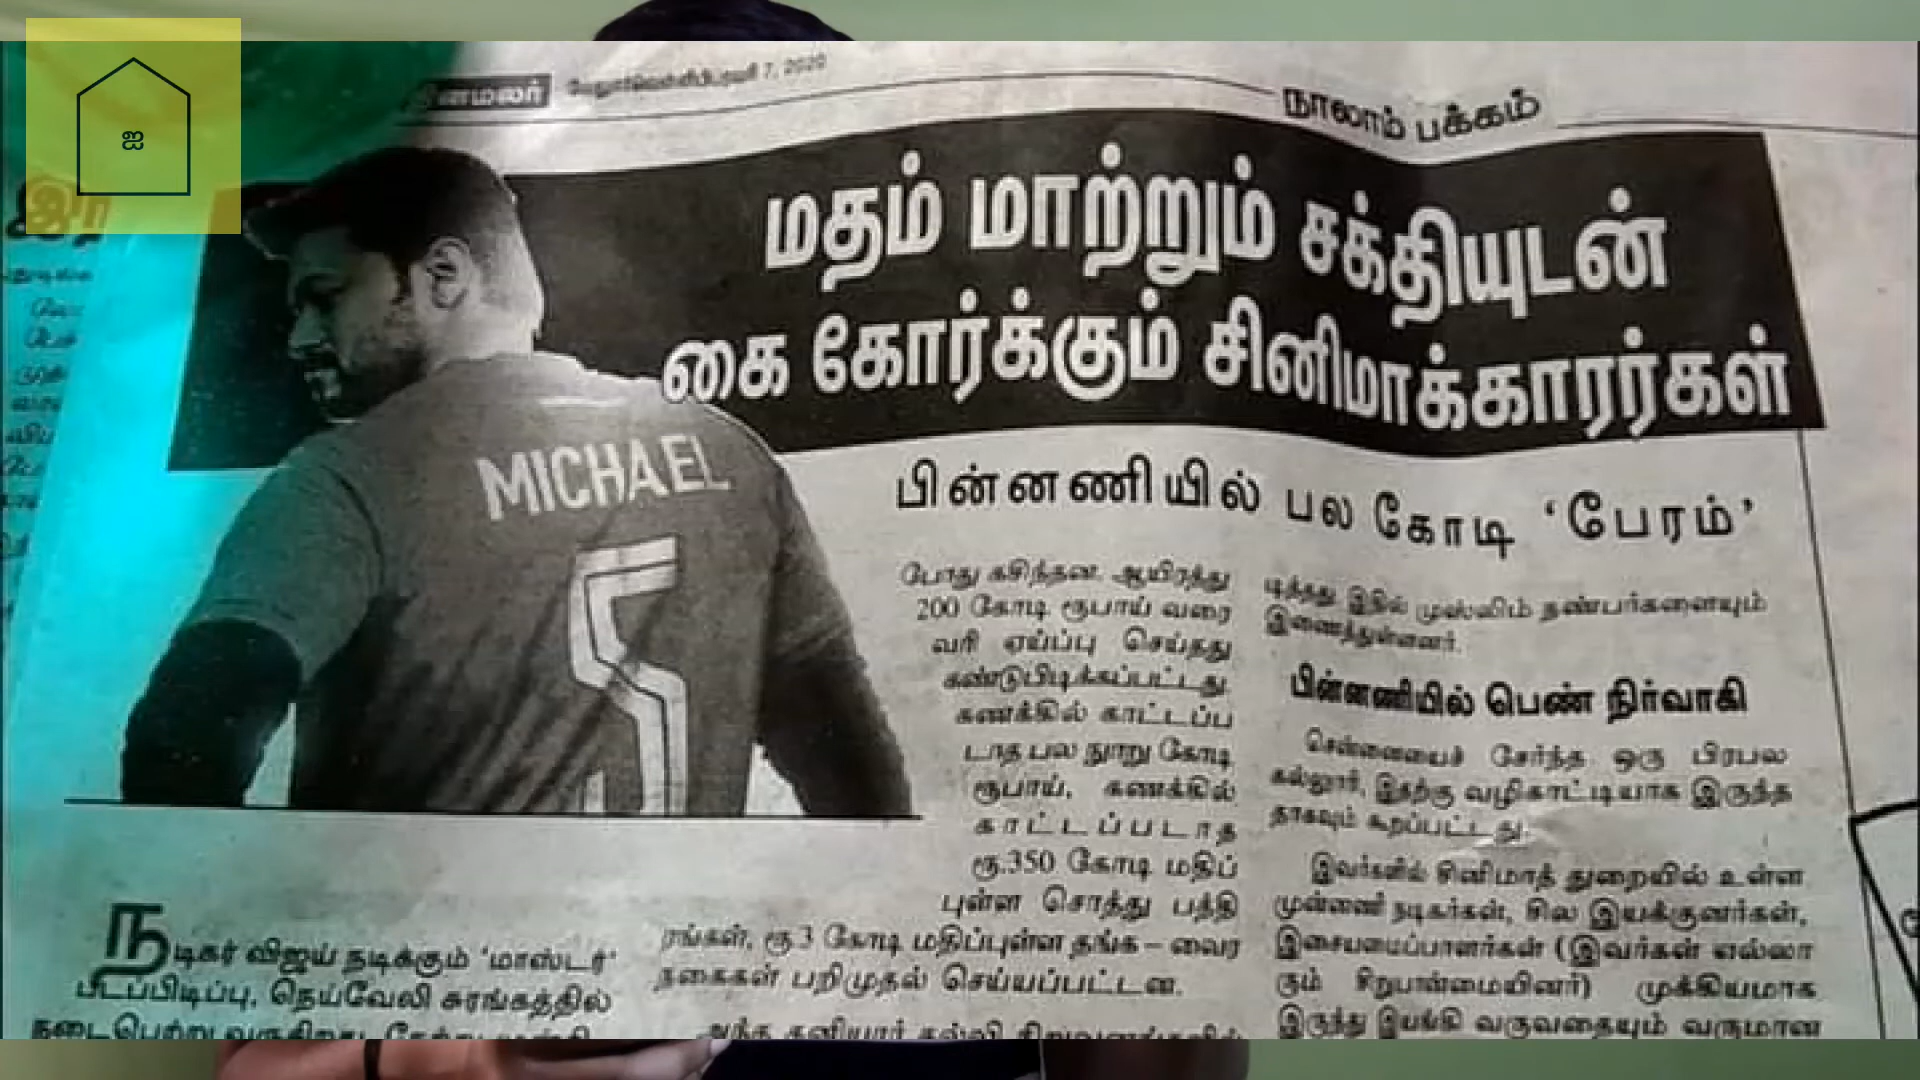 ஐ
தினமலர்
7, 2020
நாலாம் பக்கம்
மதம் மாற்றும் சக்தியுடன்
கை கோர்க்கும் சினிமாக்காரர்கள்
MICHAEL
5
பின்னணியில் பல கோடி 'பேரம்'
நடிகர் விஜய் நடிக்கும் 'மாஸ்டர்'
படப்பிடிப்பு, நெய்வேலி சுரங்கத்தில்
போது கசிந்தன. ஆயிரத்து
200 கோடி ரூபாய் வரை
வரி ஏய்ப்பு செய்தது
கண்டுபிடிக்கப்பட்டது.
கணக்கில் காட்டப்ப
டாத பல நூறு கோடி
ரூபாய், கணக்கில்
காட்டப்படாத
ரூ.350 கோடி மதிப்
புள்ள சொத்து பத்தி
ரங்கள், ரூ.3 கோடி மதிப்புள்ள தங்க – வைர
நகைகள் பறிமுதல் செய்யப்பட்டன.
முஸ்லிம் நண்பர்களையும்
இணைத்துள்ளனர்.
பின்னணியில் பெண் நிர்வாகி
சென்னையைச் சேர்ந்த ஒரு பிரபல
கல்லூரி, இதற்கு வழிகாட்டியாக இருந்த
தாகவும் கூறப்பட்டது.
இவர்களில் சினிமாத் துறையில் உள்ள
முன்னணி நடிகர்கள், சில இயக்குனர்கள்,
இசையமைப்பாளர்கள் (இவர்கள் எல்லா
ரும் சிறுபான்மையினர்) முக்கியமாக
இருந்து இயங்கி வருவதையும் வருமான